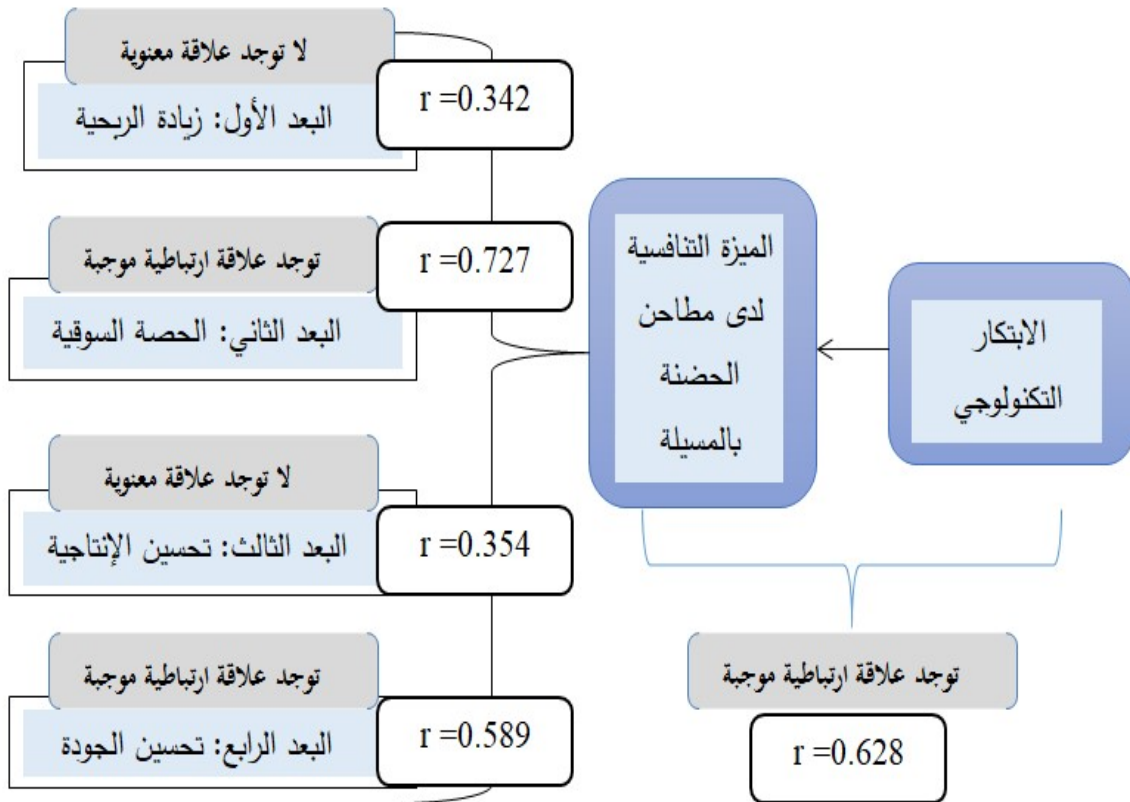 الابتكار
التكنولوجي
الميزة التنافسية
لدى مطاحن
الحضنة
بالمسيلة
توجد علاقة ارتباطية موجبة
r =0.628
لا توجد علاقة معنوية
البعد الأول: زيادة الربحية
r =0.342
توجد علاقة ارتباطية موجبة
البعد الثاني: الحصة السوقية
r =0.727
لا توجد علاقة معنوية
البعد الثالث: تحسين الإنتاجية
r =0.354
توجد علاقة ارتباطية موجبة
البعد الرابع: تحسين الجودة
r =0.589